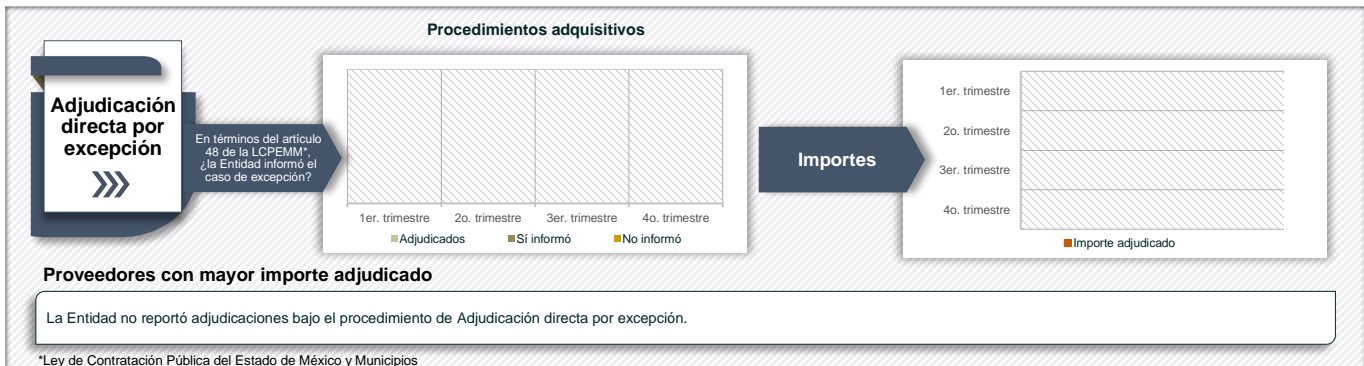 Procedimientos adquisitivos
Adjudicación
directa por
excepción
En términos del artículo
48 de la LCPEMM*,
¿la Entidad informó el
caso de excepción?
1er. trimestre 2o. trimestre 3er. trimestre 4o. trimestre
Adjudicados Sí informó No informó
Importes
1er. trimestre
2o. trimestre
3er. trimestre
4o. trimestre
Importe adjudicado
Proveedores con mayor importe adjudicado
La Entidad no reportó adjudicaciones bajo el procedimiento de Adjudicación directa por excepción.
*Ley de Contratación Pública del Estado de México y Municipios